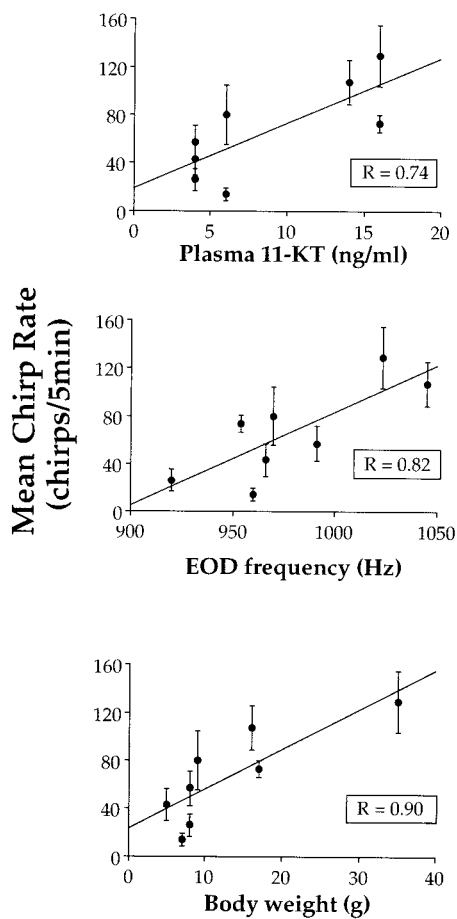 160
120
80
40
0
0 5 10 15 20
R = 0.74
Plasma 11-KT (ng/ml)
Mean Chirp Rate
(chirps/5min)
160
120
80
40
0
900 950 1000 1050
R = 0.82
EOD frequency (Hz)
160
120
80
40
0
0 10 20 30 40
R = 0.90
Body weight (g)